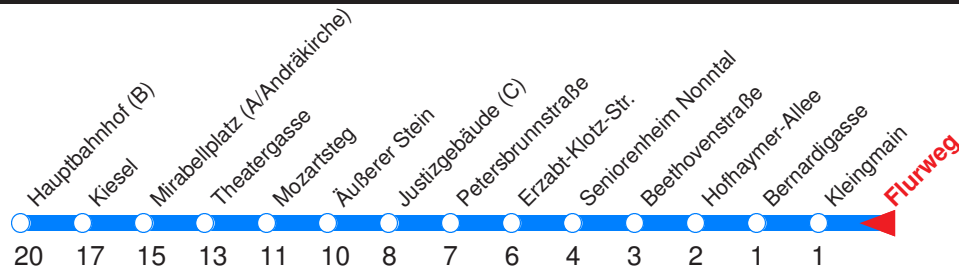 Hauptbahnhof (B)
Kiesel
Mirabellplatz (A/Andräkirche)
Theatergasse
Mozartsteg
Äußerer Stein
Justizgebäude (C)
Petersbrunnstraße
Erzabt-Klotz-Str.
Seniorenheim Nonntal
Beethovenstraße
Hofhaymer-Allee
Bernardigasse
Kleingmain
Flurweg
20 17 15 13 11 10 8 7 6 4 3 2 1 1